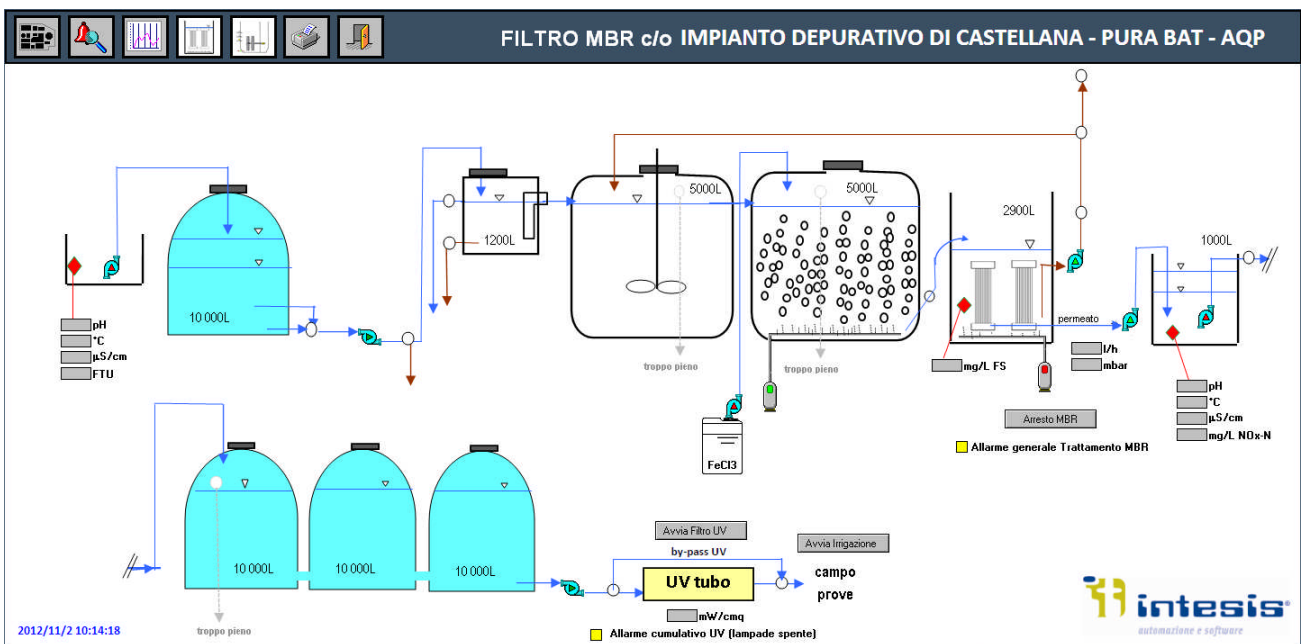 FILTRO MBR c/o IMPIANTO DEPURATIVO DI CASTELLANA - PURA BAT - AQP
10 000L
pH
°C
µS/cm
FTU
1200L
5000L
troppo pieno
5000L
troppo pieno
FeCl3
2900L
permeato
mg/L FS
l/h
mbar
1000L
pH
°C
µS/cm
mg/L NOx-N
Arresto MBR
Allarme generale Trattamento MBR
10 000L
10 000L
10 000L
troppo pieno
Avvia Filtro UV
by-pass UV
UV tubo
mW/cmq
Allarme cumulativo UV (lampade spente)
Avvia Irrigazione
campo
prove
2012/11/2 10:14:18
intesis
automazione e software